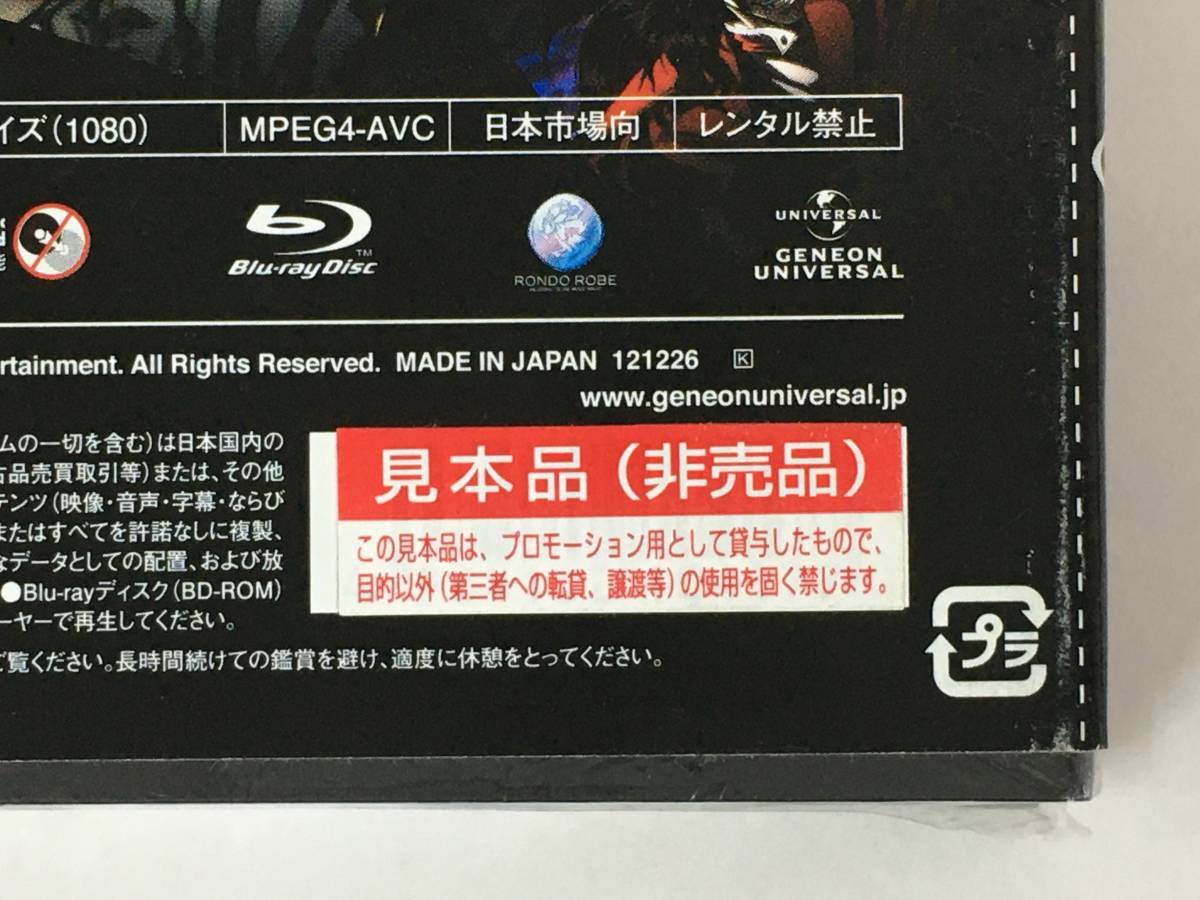 イズ(1080)
MPEG4-AVC
日本市場向
レンタル禁止
Blu-ray Disc™
RONDO ROBE
UNIVERSAL
GENEON
UNIVERSAL
rtainment. All Rights Reserved. MADE IN JAPAN 121226 K
www.geneonuniversal.jp
ムの一切を含む)は日本国内の
古品売買取引等)または、その他
テンツ(映像・音声・字幕・ならび
またはすべてを許諾なしに複製、
なデータとしての配置、および放
●Blu-rayディスク(BD-ROM)
ーヤーで再生してください。
ご覧ください。長時間続けての鑑賞を避け、適度に休憩をとってください。
見本品(非売品)
この見本品は、プロモーション用として貸与したもので、
目的以外(第三者への転貸、譲渡等)の使用を固く禁じます。
プラ